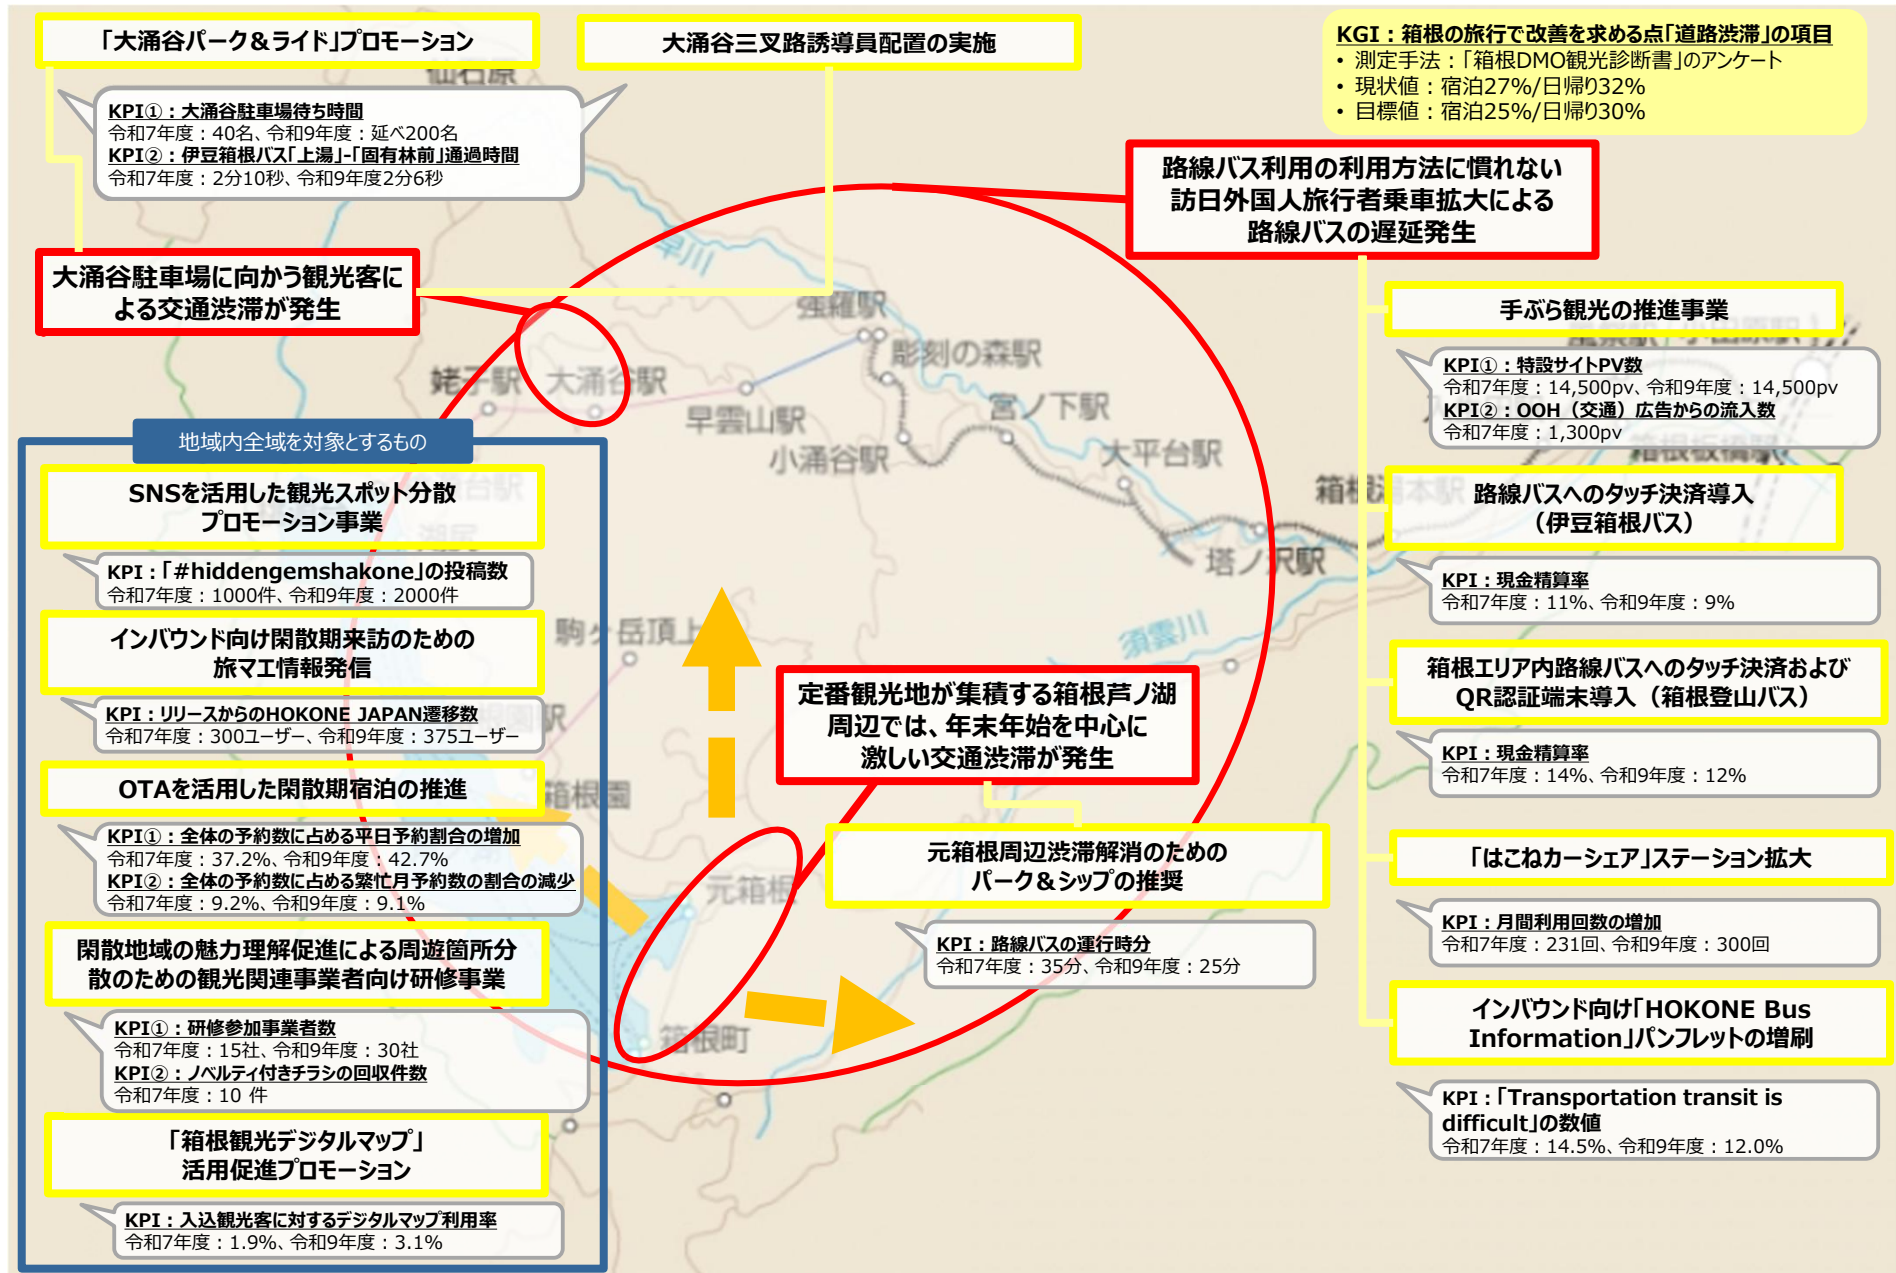 「大涌谷パーク＆ライド」プロモーション
大涌谷三叉路誘導員配置の実施
KGI：箱根の旅行で改善を求める点「道路渋滞」の項目
• 測定手法：「箱根DMO観光診断書」のアンケート
• 現状値：宿泊27%/日帰り32%
• 目標値：宿泊25%/日帰り30%
仙石原
KPI①：大涌谷駐車場待ち時間
令和7年度：40名、令和9年度：延べ200名
KPI②：伊豆箱根バス「上湯」-「固有林前」通過時間
令和7年度：2分10秒、令和9年度2分6秒
大涌谷駐車場に向かう観光客に
よる交通渋滞が発生
路線バス利用の利用方法に慣れない
訪日外国人旅行者乗車拡大による
路線バスの遅延発生
早川
強羅駅
彫刻の森駅
姥子駅
大涌谷駅
早雲山駅
宮ノ下駅
小涌谷駅
大平台駅
箱根湯本駅
塔ノ沢駅
箱根板橋駅
須雲川
駒ヶ岳頂上
箱根園
元箱根
箱根町
地域内全域を対象とするもの
SNSを活用した観光スポット分散
プロモーション事業
KPI：「#hiddengemshakone」の投稿数
令和7年度：1000件、令和9年度：2000件
インバウンド向け閑散期来訪のための
旅マエ情報発信
KPI：リリースからのHOKONE JAPAN遷移数
令和7年度：300ユーザー、令和9年度：375ユーザー
OTAを活用した閑散期宿泊の推進
KPI①：全体の予約数に占める平日予約割合の増加
令和7年度：37.2%、令和9年度：42.7%
KPI②：全体の予約数に占める繁忙月予約数の割合の減少
令和7年度：9.2%、令和9年度：9.1%
閑散地域の魅力理解促進による周遊箇所分
散のための観光関連事業者向け研修事業
KPI①：研修参加事業者数
令和7年度：15社、令和9年度：30社
KPI②：ノベルティ付きチラシの回収件数
令和7年度：10 件
「箱根観光デジタルマップ」
活用促進プロモーション
KPI：入込観光客に対するデジタルマップ利用率
令和7年度：1.9%、令和9年度：3.1%
定番観光地が集積する箱根芦ノ湖
周辺では、年末年始を中心に
激しい交通渋滞が発生
元箱根周辺渋滞解消のための
パーク＆シップの推奨
KPI：路線バスの運行時分
令和7年度：35分、令和9年度：25分
手ぶら観光の推進事業
KPI①：特設サイトPV数
令和7年度：14,500pv、令和9年度：14,500pv
KPI②：OOH（交通）広告からの流入数
令和7年度：1,300pv
路線バスへのタッチ決済導入
（伊豆箱根バス）
KPI：現金精算率
令和7年度：11%、令和9年度：9%
箱根エリア内路線バスへのタッチ決済および
QR認証端末導入（箱根登山バス）
KPI：現金精算率
令和7年度：14%、令和9年度：12%
「はこねカーシェア」ステーション拡大
KPI：月間利用回数の増加
令和7年度：231回、令和9年度：300回
インバウンド向け「HOKONE Bus
Information」パンフレットの増刷
KPI：「Transportation transit is
difficult」の数値
令和7年度：14.5%、令和9年度：12.0%